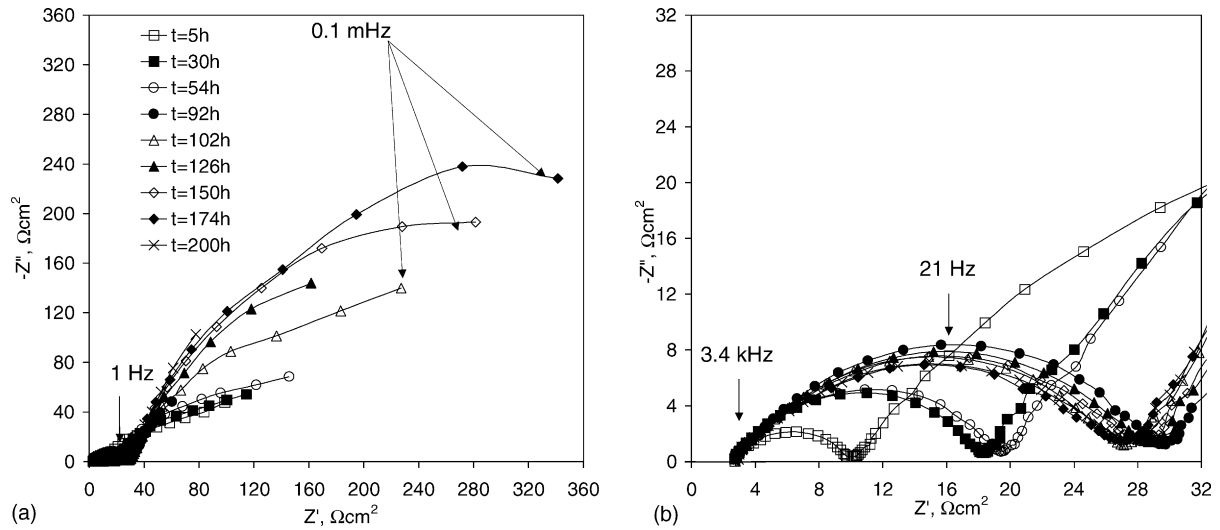 360
320
280
240
200
160
120
80
40
0
-Z", Ωcm²
t=5h
t=30h
t=54h
t=92h
t=102h
t=126h
t=150h
t=174h
t=200h
0.1 mHz
1 Hz
0 40 80 120 160 200 240 280 320 360
Z', Ωcm²
(a)
32
28
24
20
16
12
8
4
0
-Z", Ωcm²
21 Hz
3.4 kHz
0 4 8 12 16 20 24 28 32
Z', Ωcm²
(b)